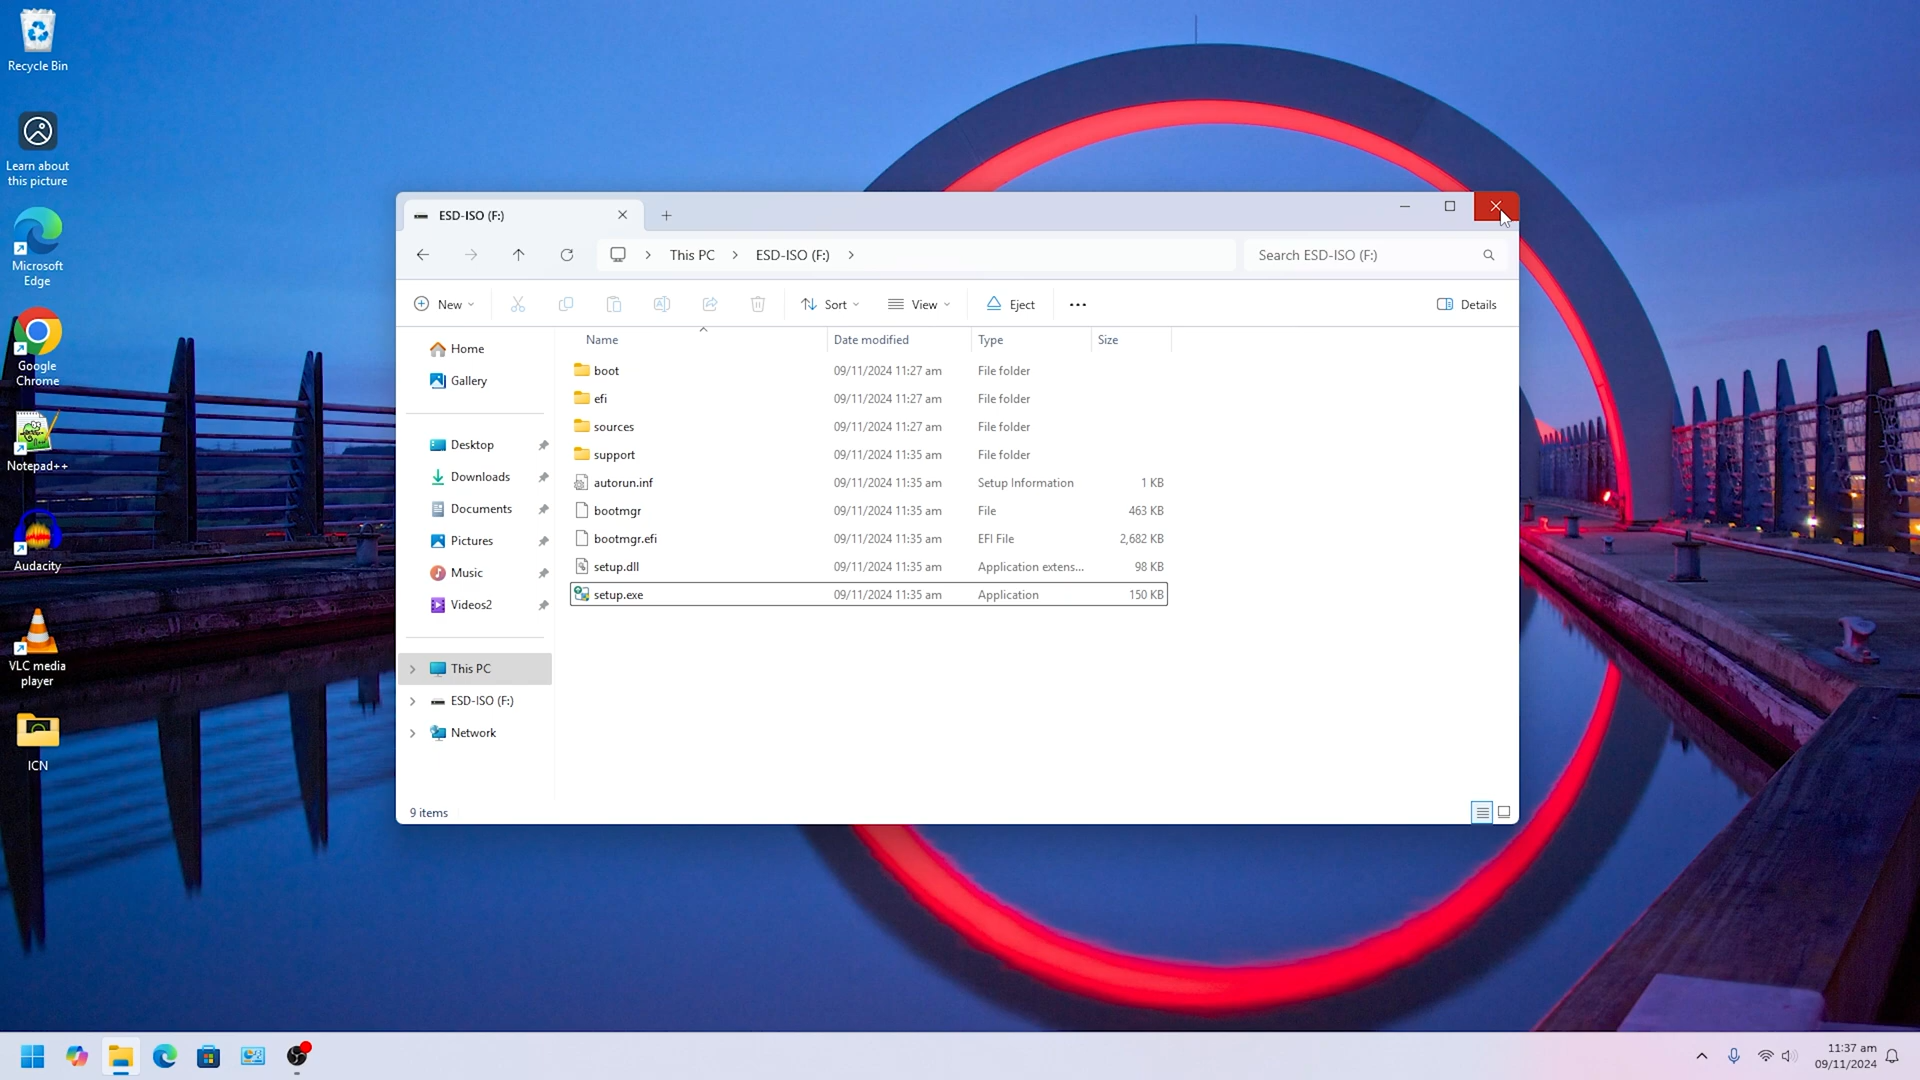 Recycle Bin
Learn about
this picture
Microsoft
Edge
Google
Chrome
Notepad++
Audacity
VLC media
player
ICN
ESD-ISO (F:)
This PC
ESD-ISO (F:)
Search ESD-ISO (F:)
New
Sort
View
Eject
Details
Home
Gallery
Desktop
Downloads
Documents
Pictures
Music
Videos2
This PC
ESD-ISO (F:)
Network
Name Date modified Type Size
boot 09/11/2024 11:27 am File folder
efi 09/11/2024 11:27 am File folder
sources 09/11/2024 11:27 am File folder
support 09/11/2024 11:35 am File folder
autorun.inf 09/11/2024 11:35 am Setup Information 1 KB
bootmgr 09/11/2024 11:35 am File 463 KB
bootmgr.efi 09/11/2024 11:35 am EFI File 2,682 KB
setup.dll 09/11/2024 11:35 am Application extens... 98 KB
setup.exe 09/11/2024 11:35 am Application 150 KB
9 items
11:37 am
09/11/2024